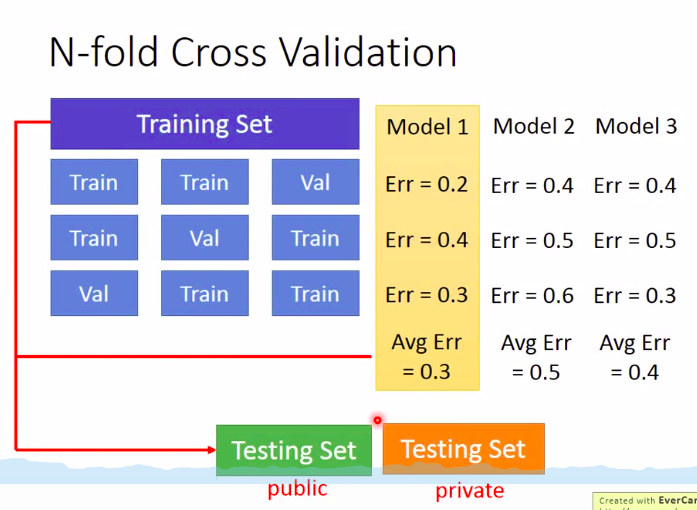 N-fold Cross Validation
Training Set
Model 1 Model 2 Model 3
Train Train Val
Err = 0.2 Err = 0.4 Err = 0.4
Train Val Train
Err = 0.4 Err = 0.5 Err = 0.5
Val Train Train
Err = 0.3 Err = 0.6 Err = 0.3
Avg Err Avg Err Avg Err
= 0.3 = 0.5 = 0.4
Testing Set Testing Set
public private
Created with EverCam